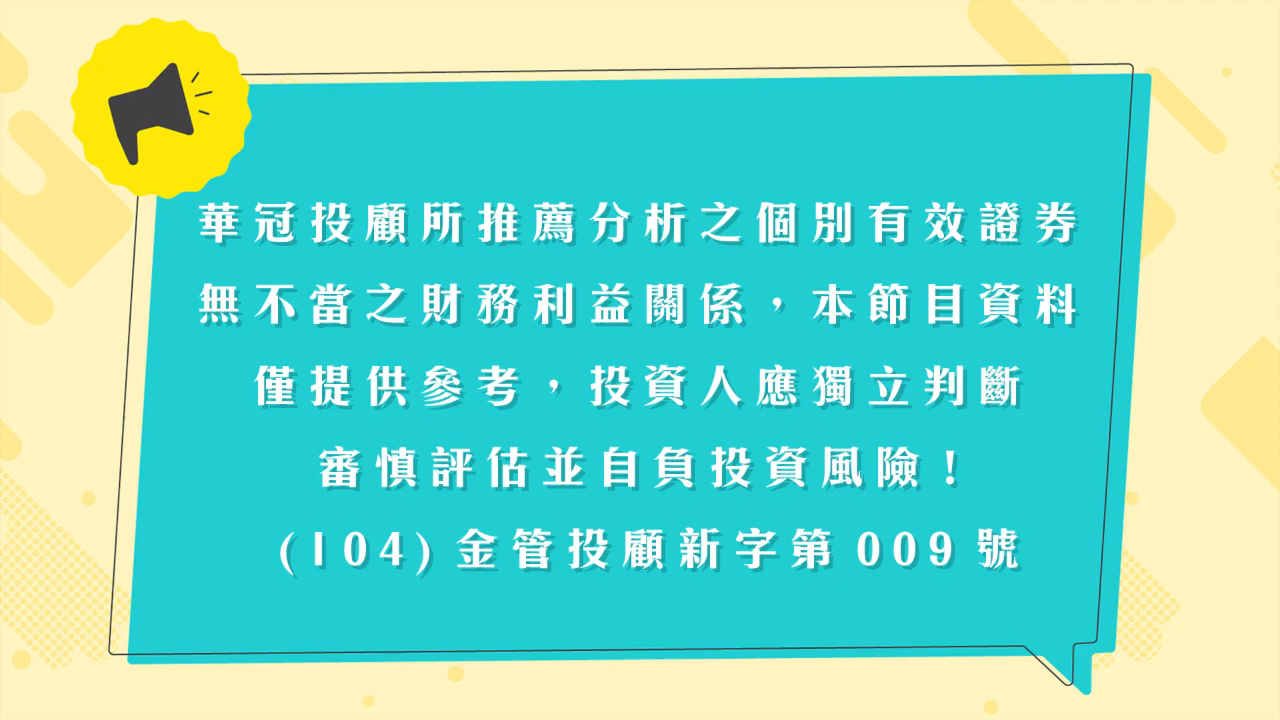 華冠投顧所推薦分析之個別有效證券
無不當之財務利益關係，本節目資料
僅提供參考，投資人應獨立判斷
審慎評估並自負投資風險！
(104) 金管投顧新字第 009 號